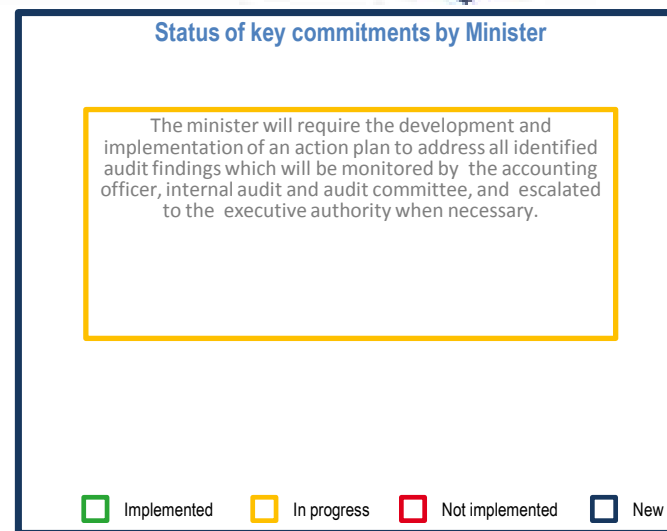 Status of key commitments by Minister
The minister will require the development and
implementation of an action plan to address all identified
audit findings which will be monitored by the accounting
officer, internal audit and audit committee, and escalated
to the executive authority when necessary.
Implemented
In progress
Not implemented
New